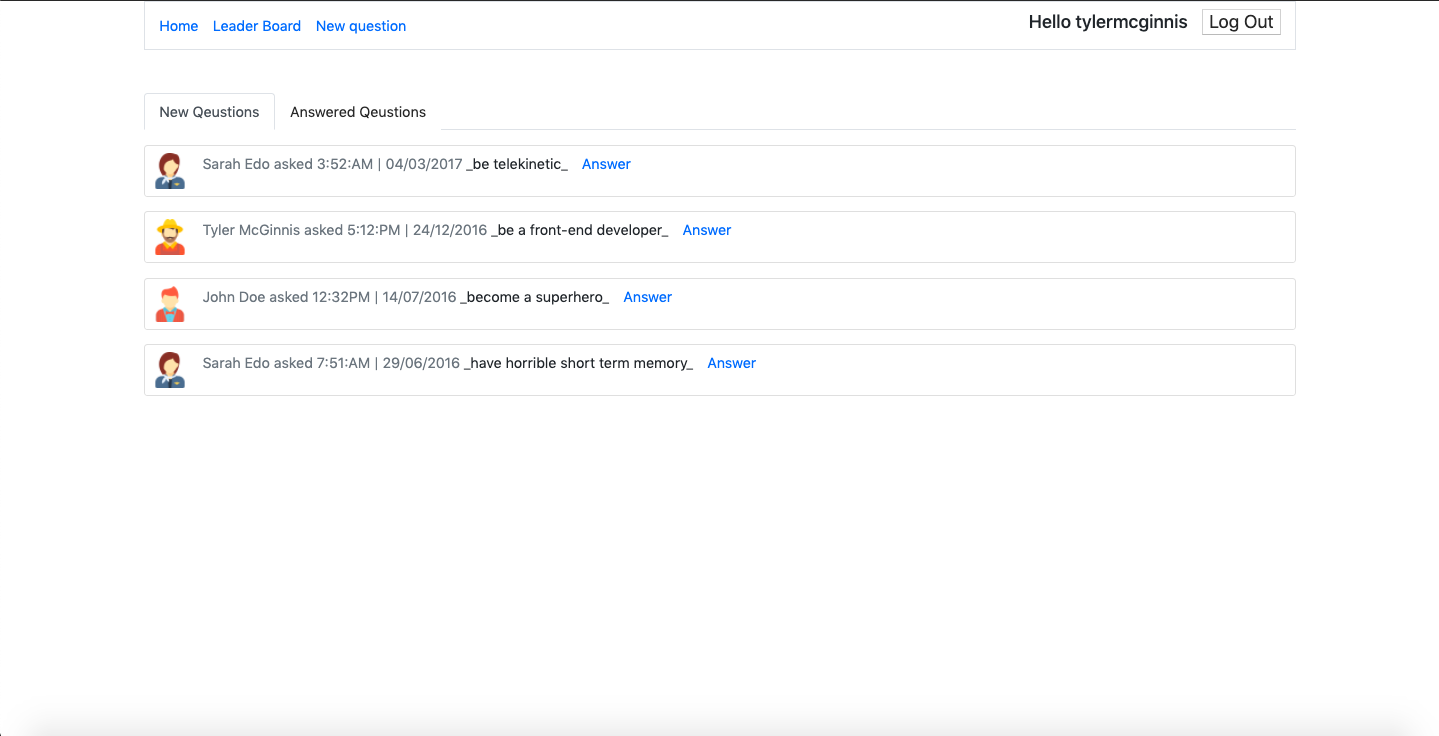 Home Leader Board New question Hello tylermcginnis Log Out
New Qeustions Answered Qeustions
Sarah Edo asked 3:52:AM | 04/03/2017 _be telekinetic_ Answer
Tyler McGinnis asked 5:12:PM | 24/12/2016 _be a front-end developer_ Answer
John Doe asked 12:32PM | 14/07/2016 _become a superhero_ Answer
Sarah Edo asked 7:51:AM | 29/06/2016 _have horrible short term memory_ Answer